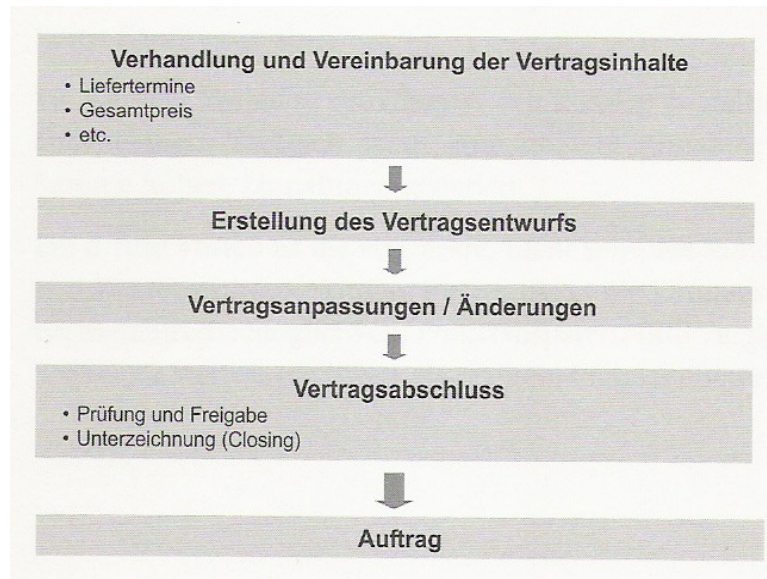 Verhandlung und Vereinbarung der Vertragsinhalte
• Liefertermine
• Gesamtpreis
• etc.
Erstellung des Vertragsentwurfs
Vertragsanpassungen / Änderungen
Vertragsabschluss
• Prüfung und Freigabe
• Unterzeichnung (Closing)
Auftrag